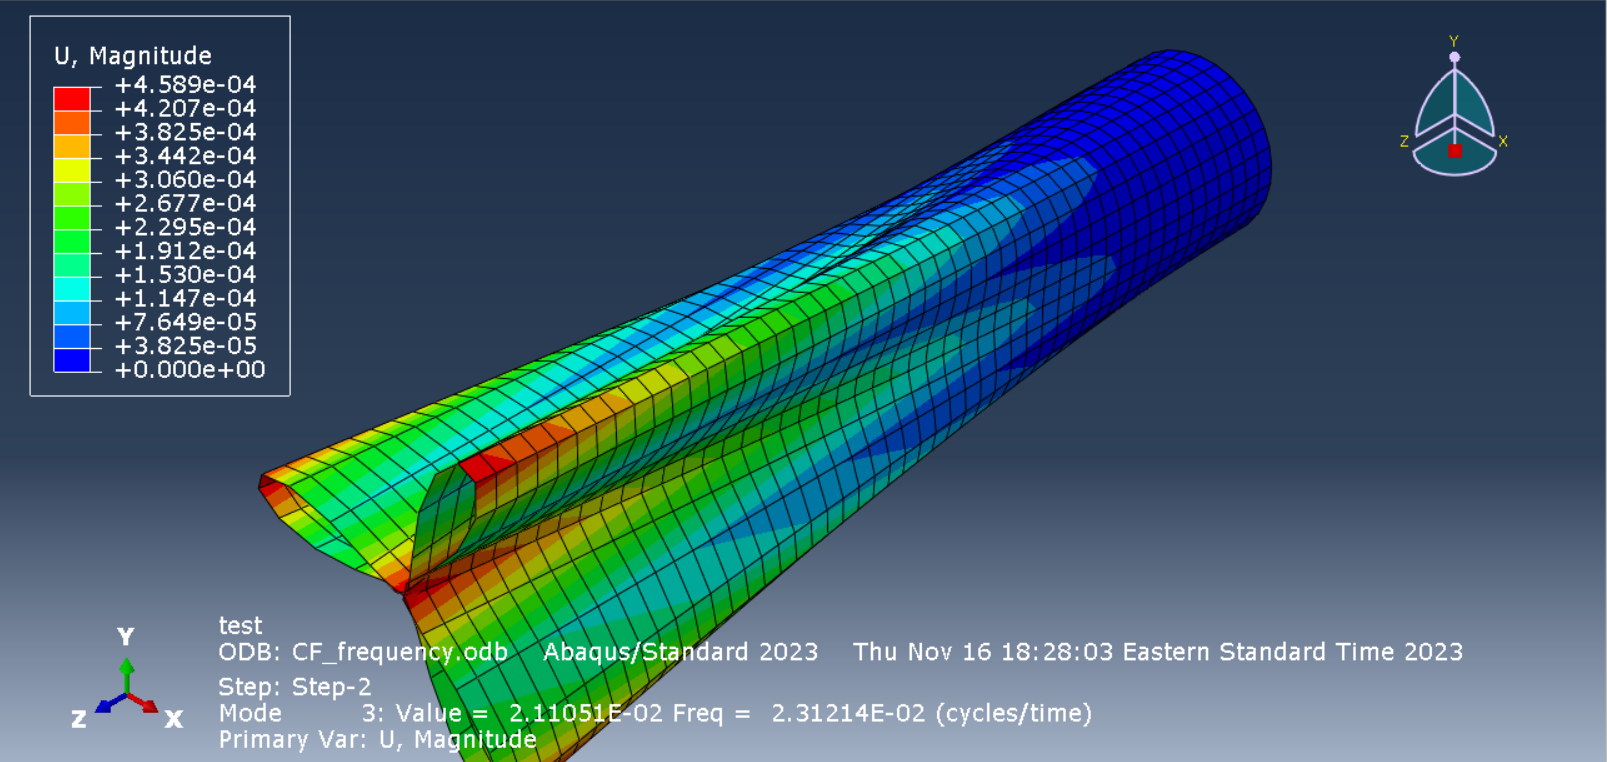 U, Magnitude
+4.589e-04
+4.207e-04
+3.825e-04
+3.442e-04
+3.060e-04
+2.677e-04
+2.295e-04
+1.912e-04
+1.530e-04
+1.147e-04
+7.649e-05
+3.825e-05
+0.000e+00
Y
Z X
Y
Z X
test
ODB: CF_frequency.odb Abaqus/Standard 2023 Thu Nov 16 18:28:03 Eastern Standard Time 2023
Step: Step-2
Mode 3: Value = 2.11051E-02 Freq = 2.31214E-02 (cycles/time)
Primary Var: U, Magnitude